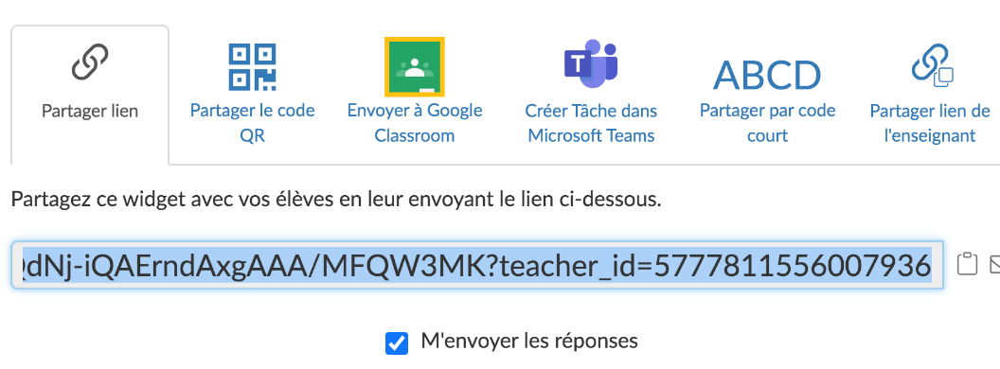 Partager lien
Partager le code
QR
Envoyer à Google
Classroom
T
Créer Tâche dans
Microsoft Teams
ABCD
Partager par code
court
Partager lien de
l'enseignant
Partagez ce widget avec vos élèves en leur envoyant le lien ci-dessous.
dNj-iQAErndAxgAAA/MFQW3MK?teacher_id=5777811556007936
M'envoyer les réponses